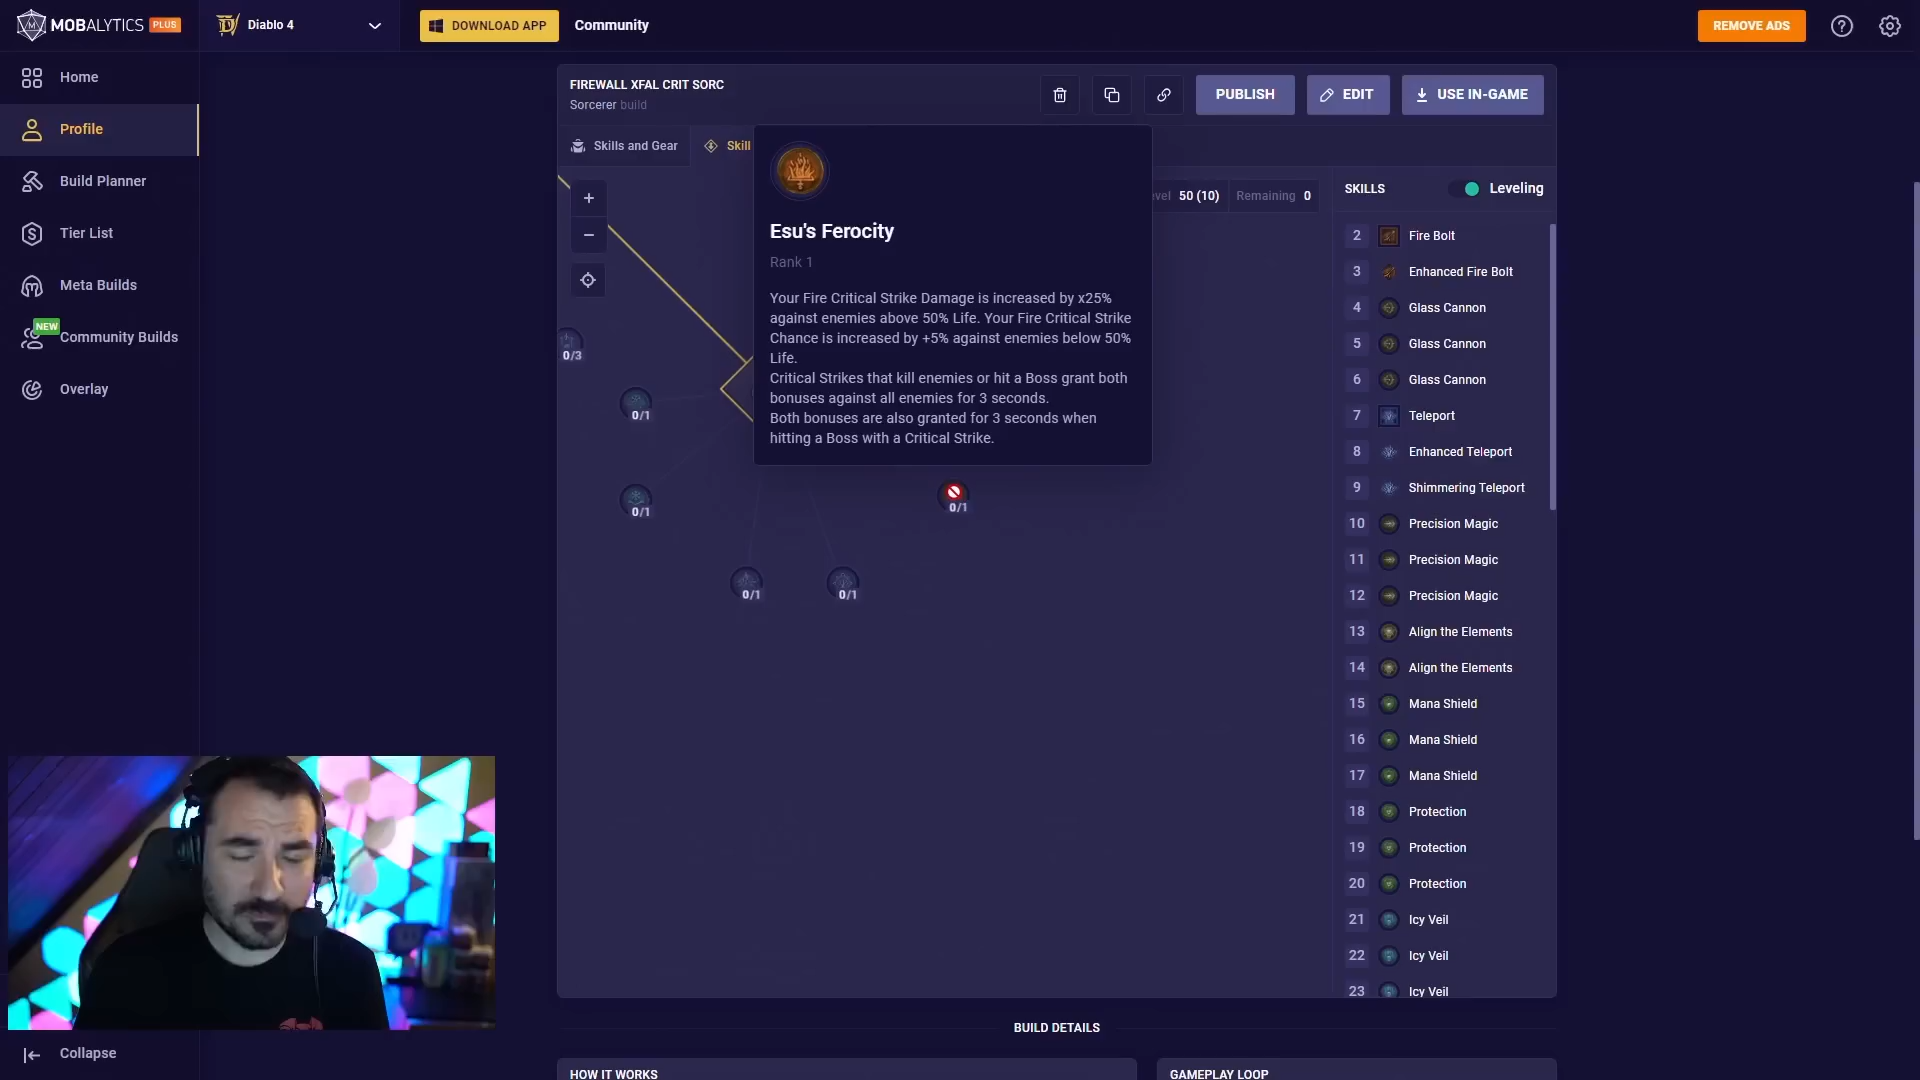 MOBALYTICS PLUS
Diablo 4
DOWNLOAD APP
Community
REMOVE ADS
Home
Profile
Build Planner
Tier List
Meta Builds
NEW
Community Builds
Overlay
Collapse
FIREWALL XFAL CRIT SORC
Sorcerer build
PUBLISH
EDIT
USE IN-GAME
Skills and Gear
Skill
50 (10)
Remaining 0
Esu's Ferocity
Rank 1
Your Fire Critical Strike Damage is increased by x25%
against enemies above 50% Life. Your Fire Critical Strike
Chance is increased by +5% against enemies below 50%
Life.
Critical Strikes that kill enemies or hit a Boss grant both
bonuses against all enemies for 3 seconds.
Both bonuses are also granted for 3 seconds when
hitting a Boss with a Critical Strike.
0/3
0/1
0/1
0/1
0/1
0/1
SKILLS
Leveling
2 Fire Bolt
3 Enhanced Fire Bolt
4 Glass Cannon
5 Glass Cannon
6 Glass Cannon
7 Teleport
8 Enhanced Teleport
9 Shimmering Teleport
10 Precision Magic
11 Precision Magic
12 Precision Magic
13 Align the Elements
14 Align the Elements
15 Mana Shield
16 Mana Shield
17 Mana Shield
18 Protection
19 Protection
20 Protection
21 Icy Veil
22 Icy Veil
23 Icy Veil
BUILD DETAILS
HOW IT WORKS
GAMEPLAY LOOP